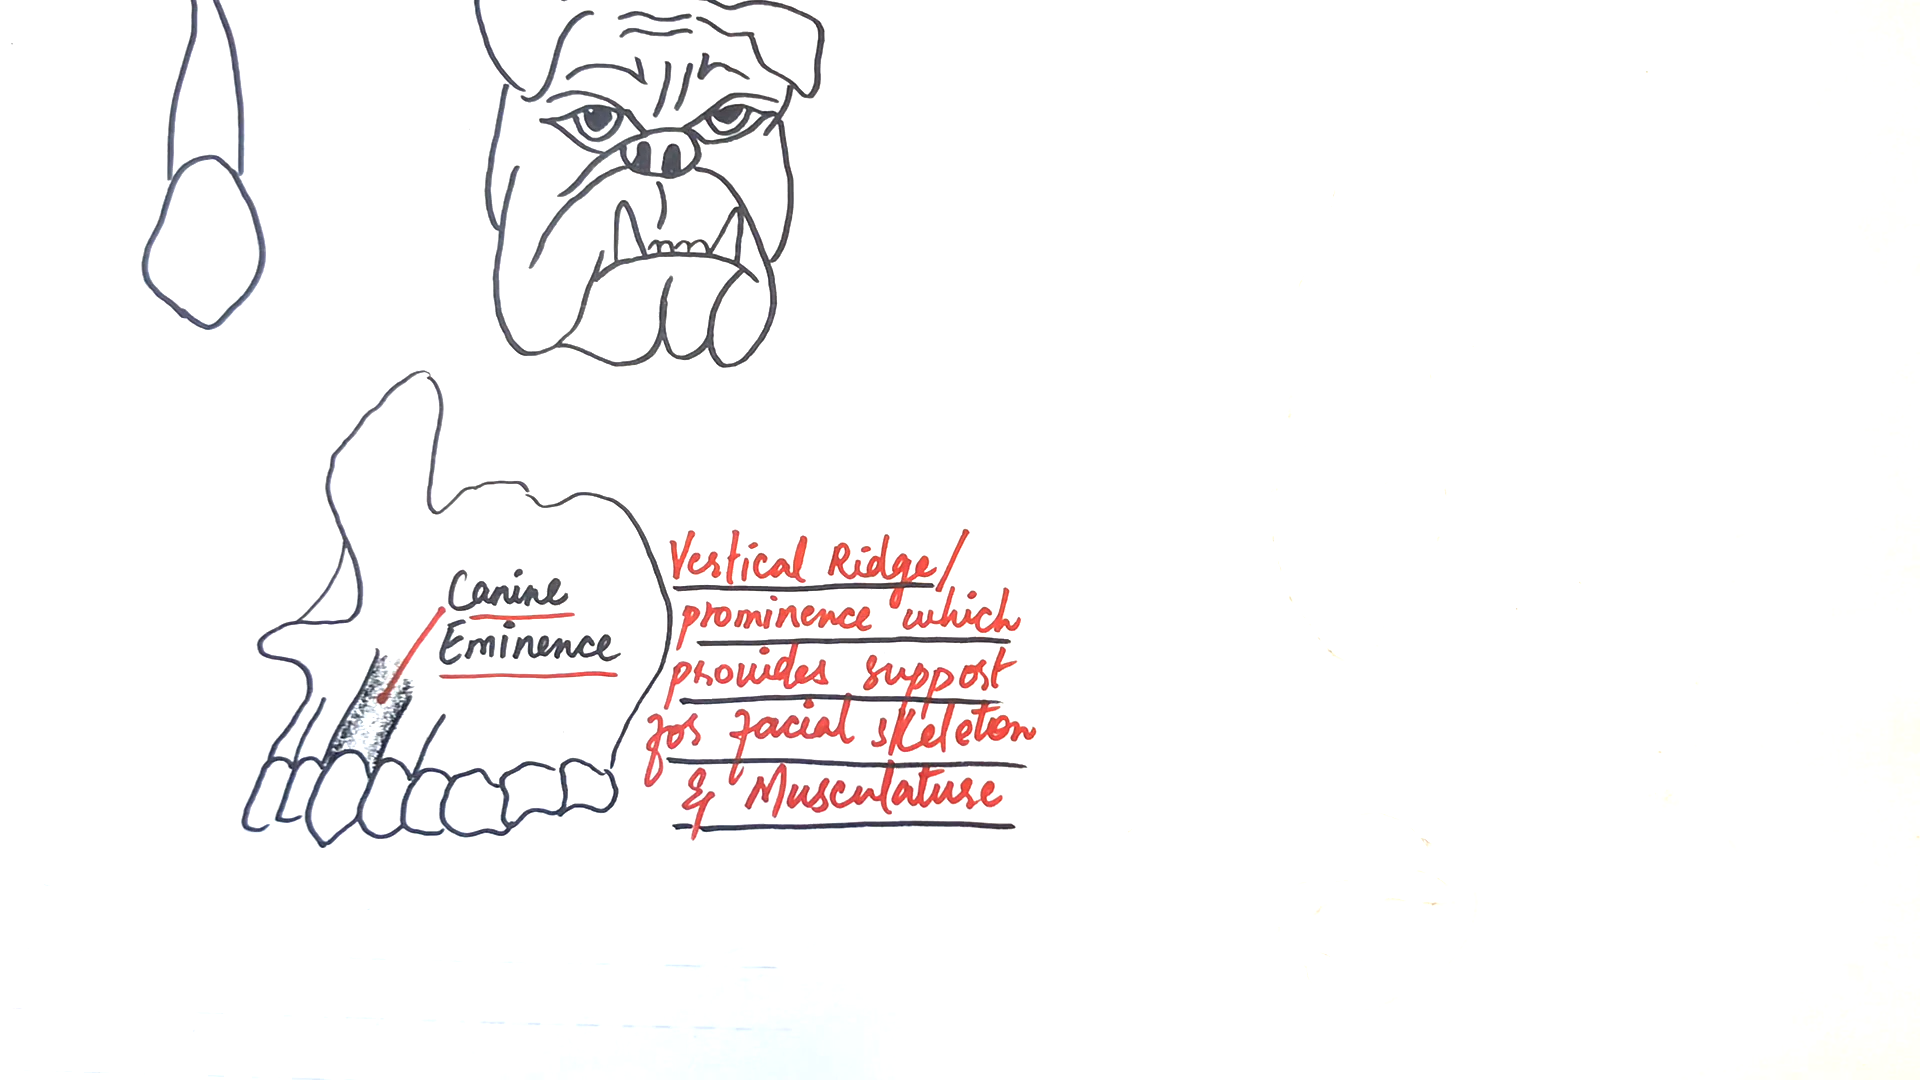 Canine
Eminence
Vertical Ridge/
prominence which
provides support
for facial skeleton
& Musculature